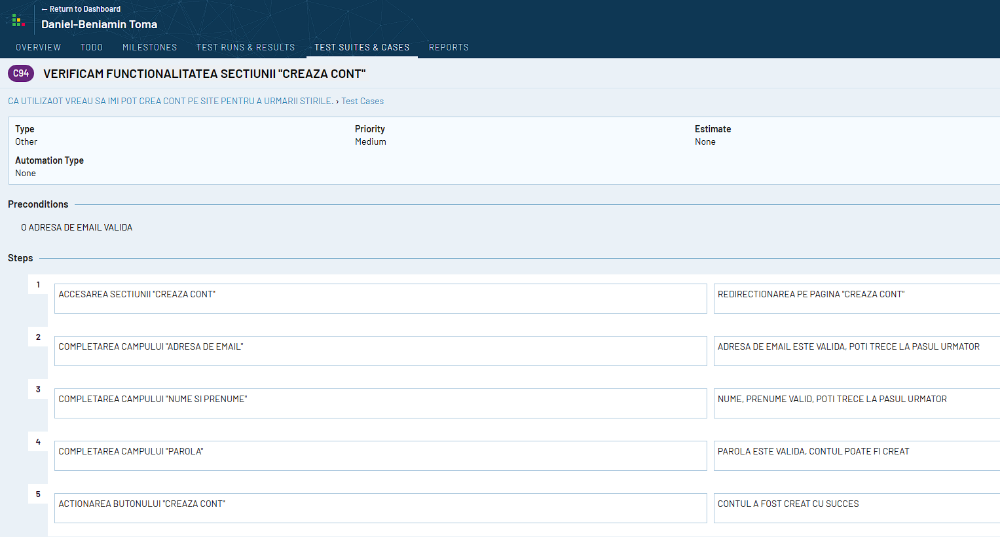 ← Return to Dashboard
Daniel-Beniamin Toma
OVERVIEW TODO MILESTONES TEST RUNS & RESULTS TEST SUITES & CASES REPORTS
C94 VERIFICAM FUNCTIONALITATEA SECTIUNII "CREAZA CONT"
CA UTILIZAOT VREAU SA IMI POT CREA CONT PE SITE PENTRU A URMARII STIRILE. › Test Cases
Type Priority Estimate
Other Medium None
Automation Type
None
Preconditions
O ADRESA DE EMAIL VALIDA
Steps
1 ACCESAREA SECTIUNII "CREAZA CONT" REDIRECTIONAREA PE PAGINA "CREAZA CONT"
2 COMPLETAREA CAMPULUI "ADRESA DE EMAIL" ADRESA DE EMAIL ESTE VALIDA, POTI TRECE LA PASUL URMATOR
3 COMPLETAREA CAMPULUI "NUME SI PRENUME" NUME, PRENUME VALID, POTI TRECE LA PASUL URMATOR
4 COMPLETAREA CAMPULUI "PAROLA" PAROLA ESTE VALIDA, CONTUL POATE FI CREAT
5 ACTIONAREA BUTONULUI "CREAZA CONT" CONTUL A FOST CREAT CU SUCCES